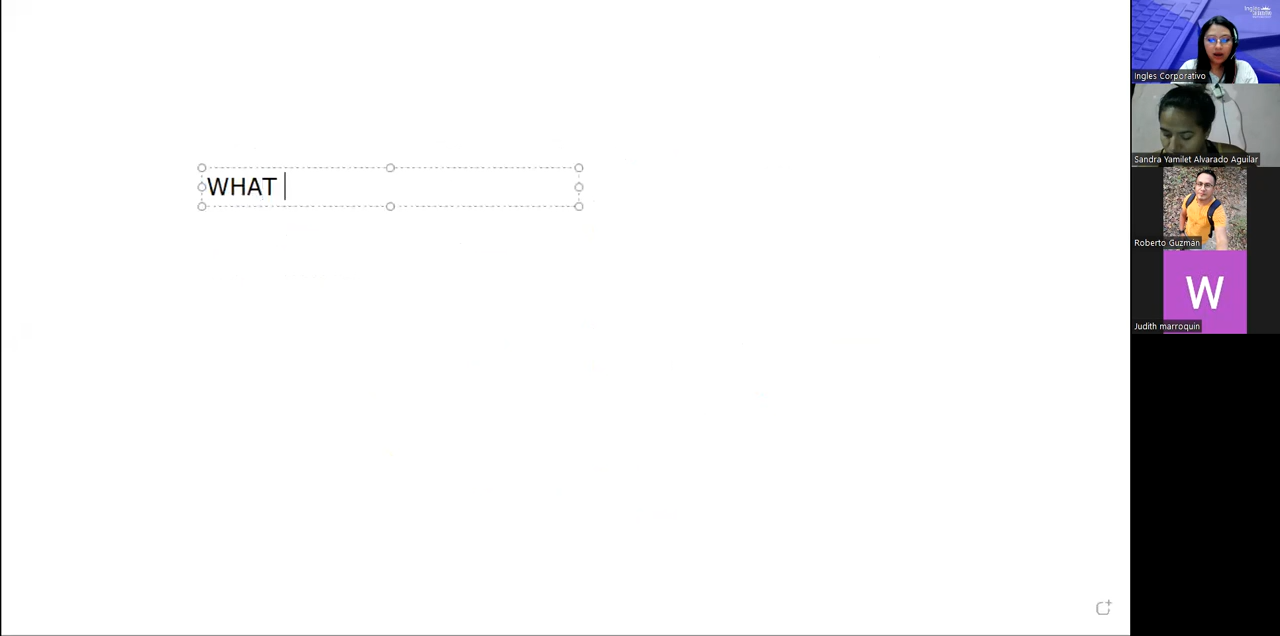 WHAT
Ingles Corporativo
Sandra Yamilet Alvarado Aguilar
Roberto Guzmán
W
Judith marroquin